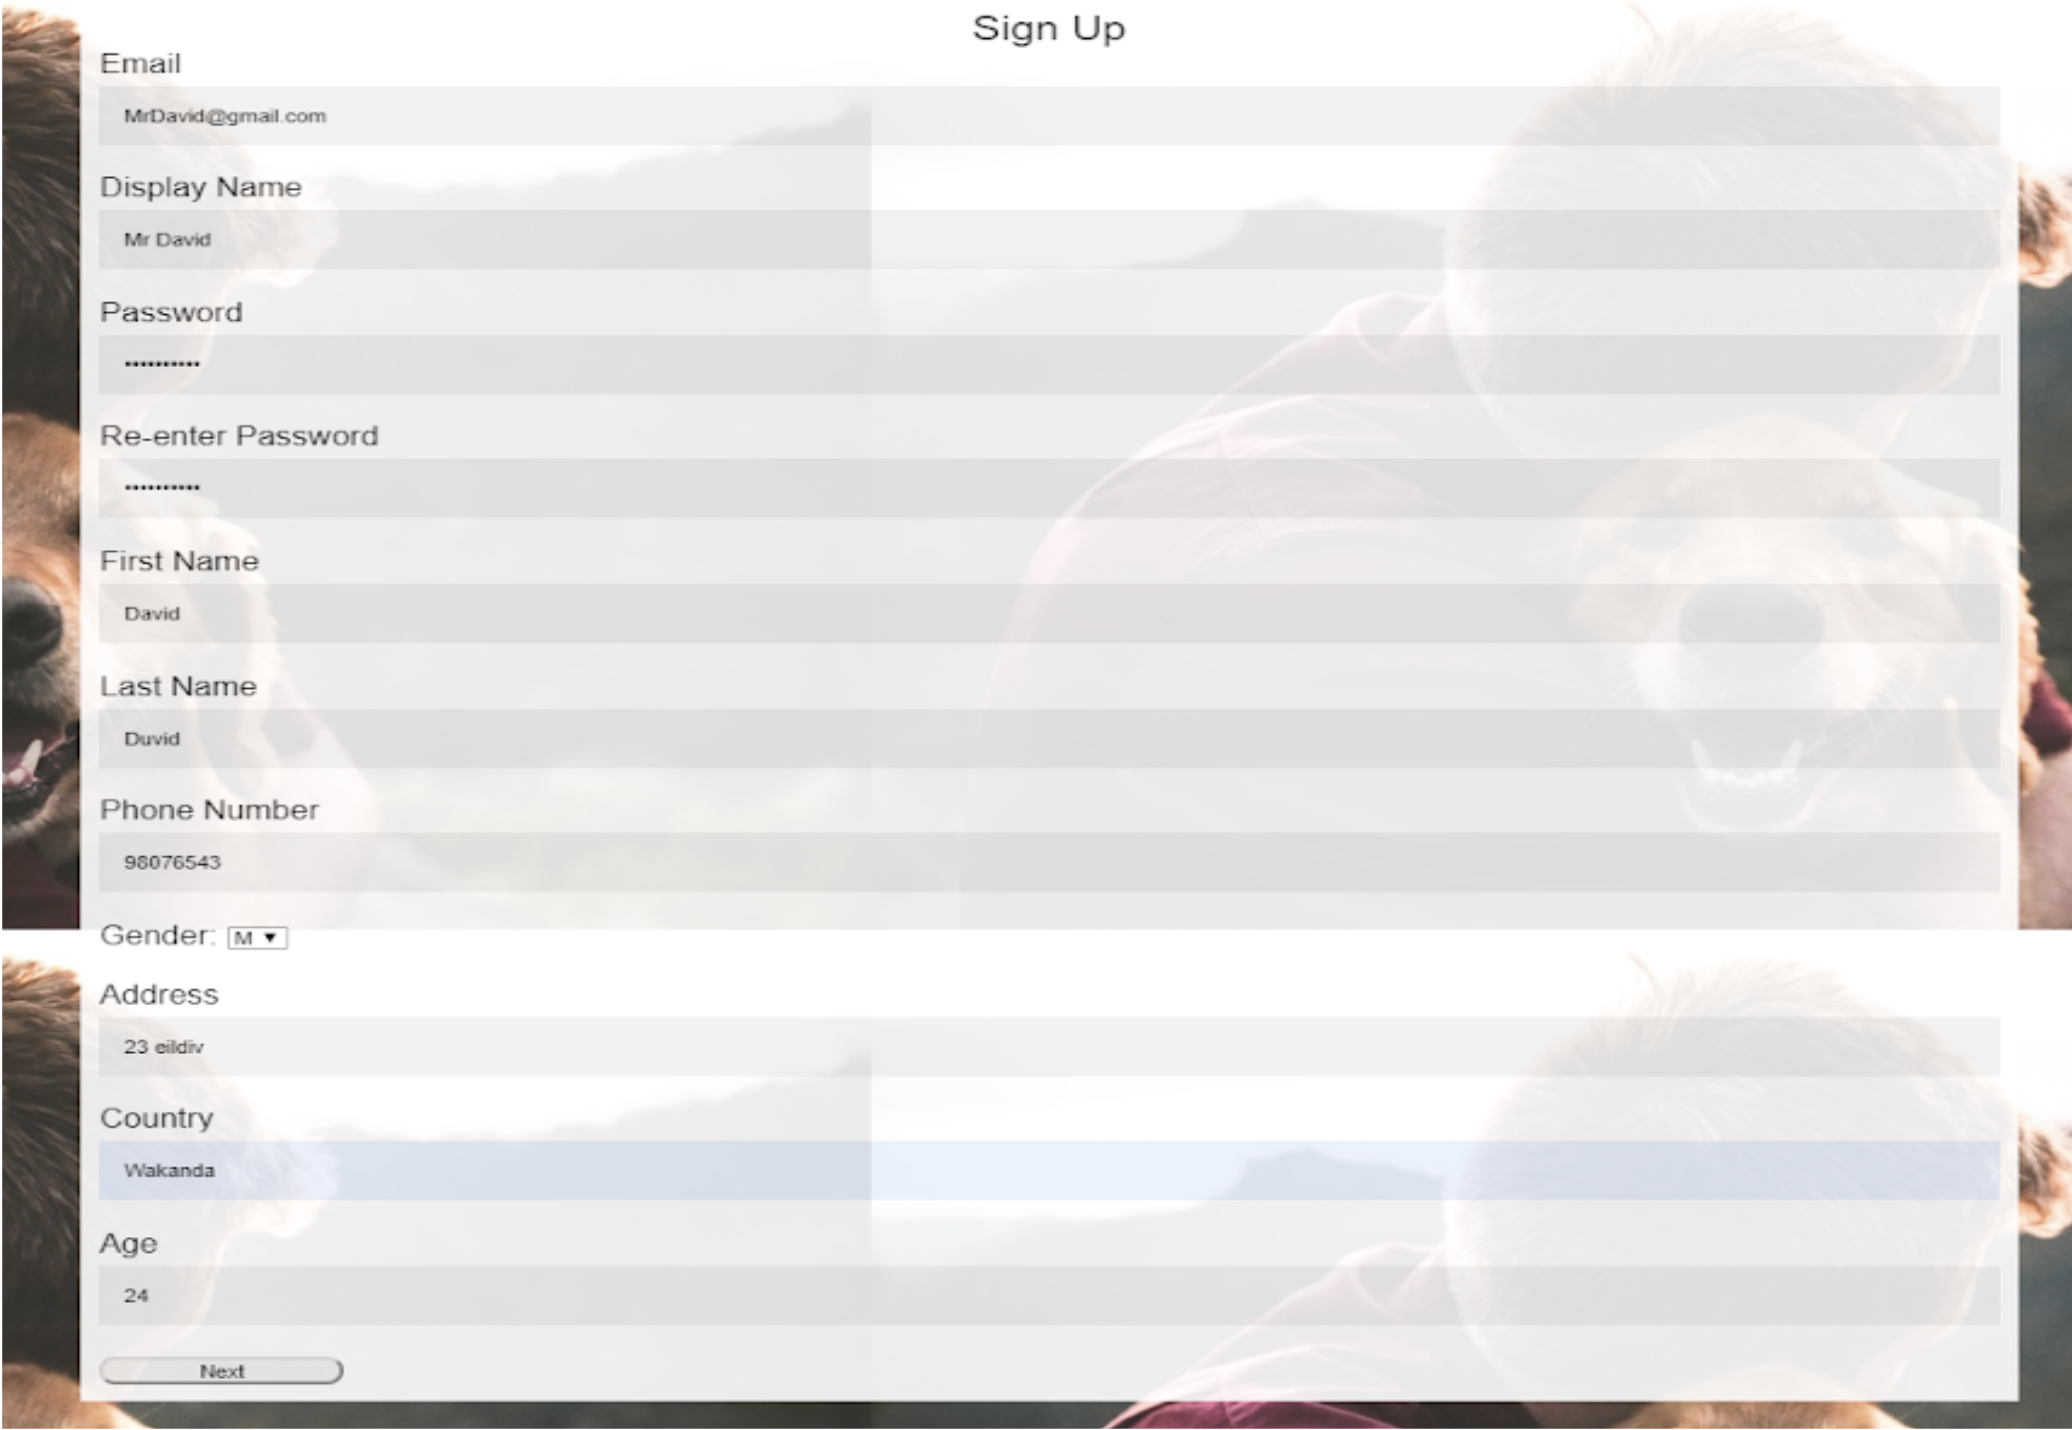 Sign Up
Email
MrDavid@gmail.com
Display Name
Mr David
Password
••••••••••
Re-enter Password
••••••••••
First Name
David
Last Name
Duvid
Phone Number
98076543
Gender: M ▼
Address
23 eildiv
Country
Wakanda
Age
24
Next